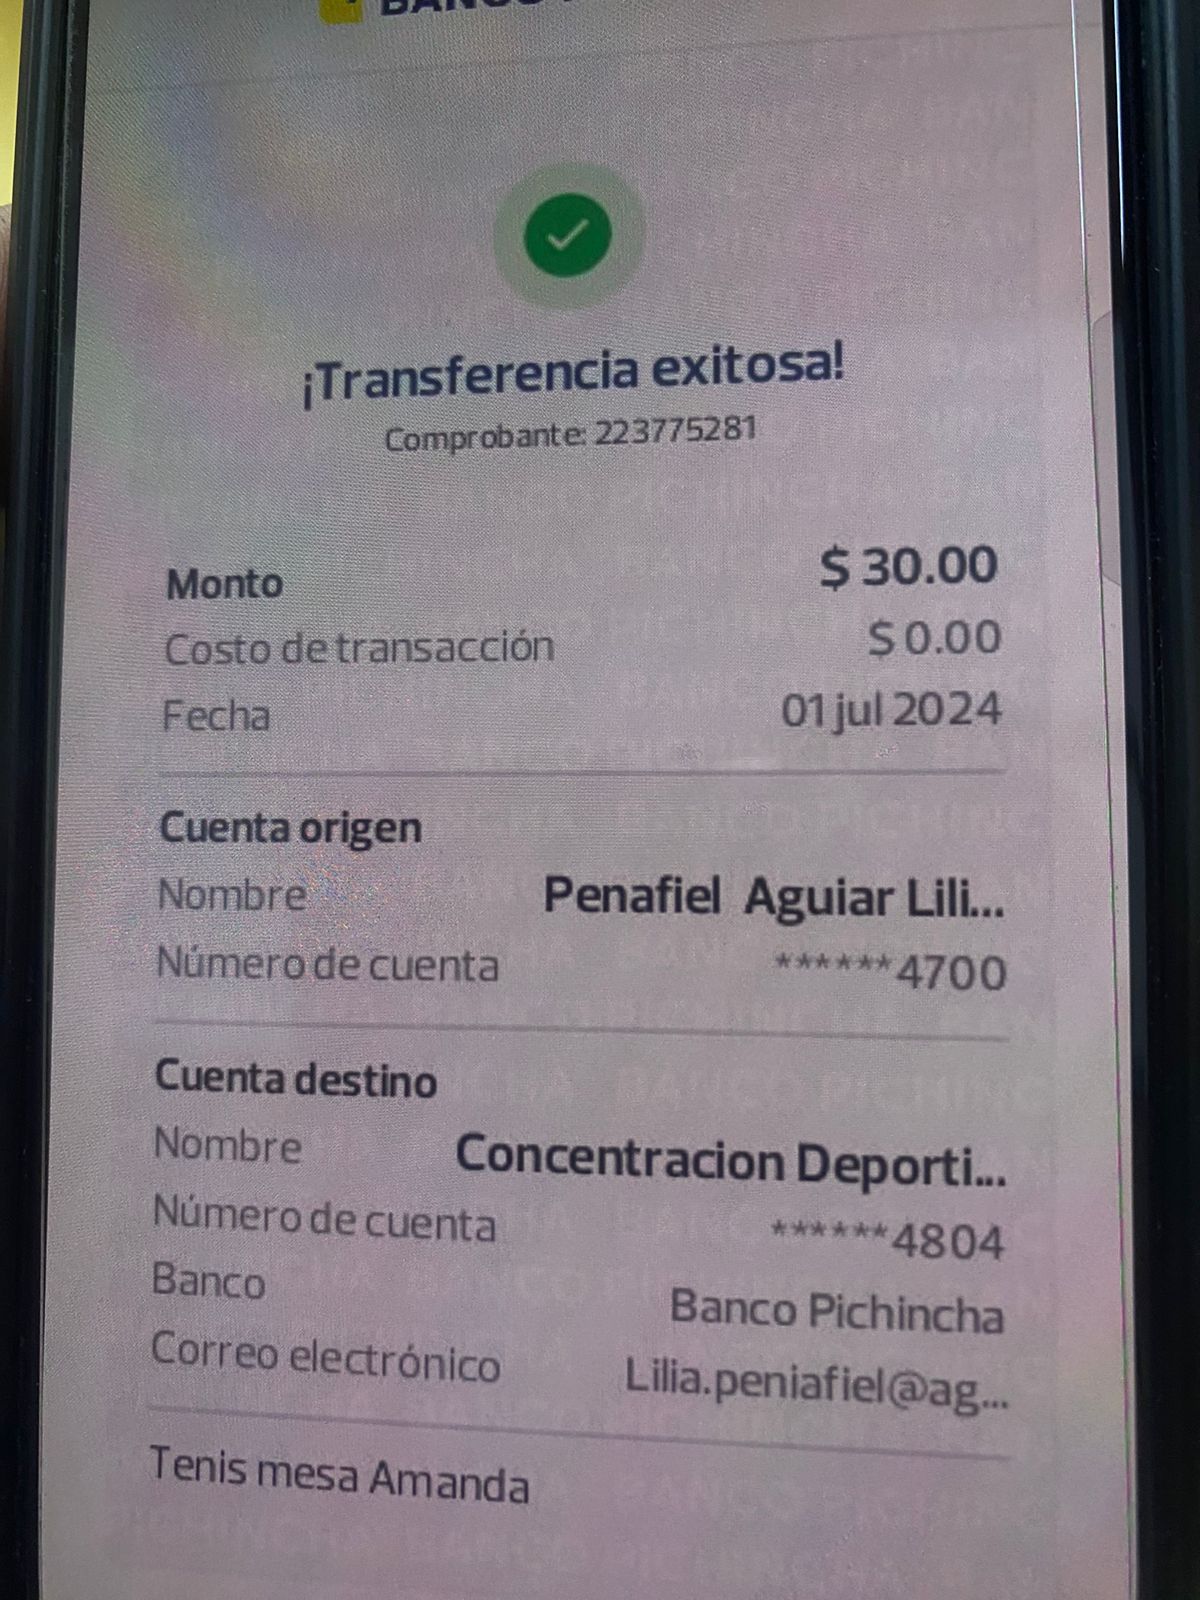 BANCO
¡Transferencia exitosa!
Comprobante: 223775281
Monto $ 30.00
Costo de transacción $ 0.00
Fecha 01 jul 2024
Cuenta origen
Nombre Penafiel Aguiar Lili...
Número de cuenta ******4700
Cuenta destino
Nombre Concentracion Deporti...
Número de cuenta ******4804
Banco Banco Pichincha
Correo electrónico Lilia.peniafiel@ag...
Tenis mesa Amanda